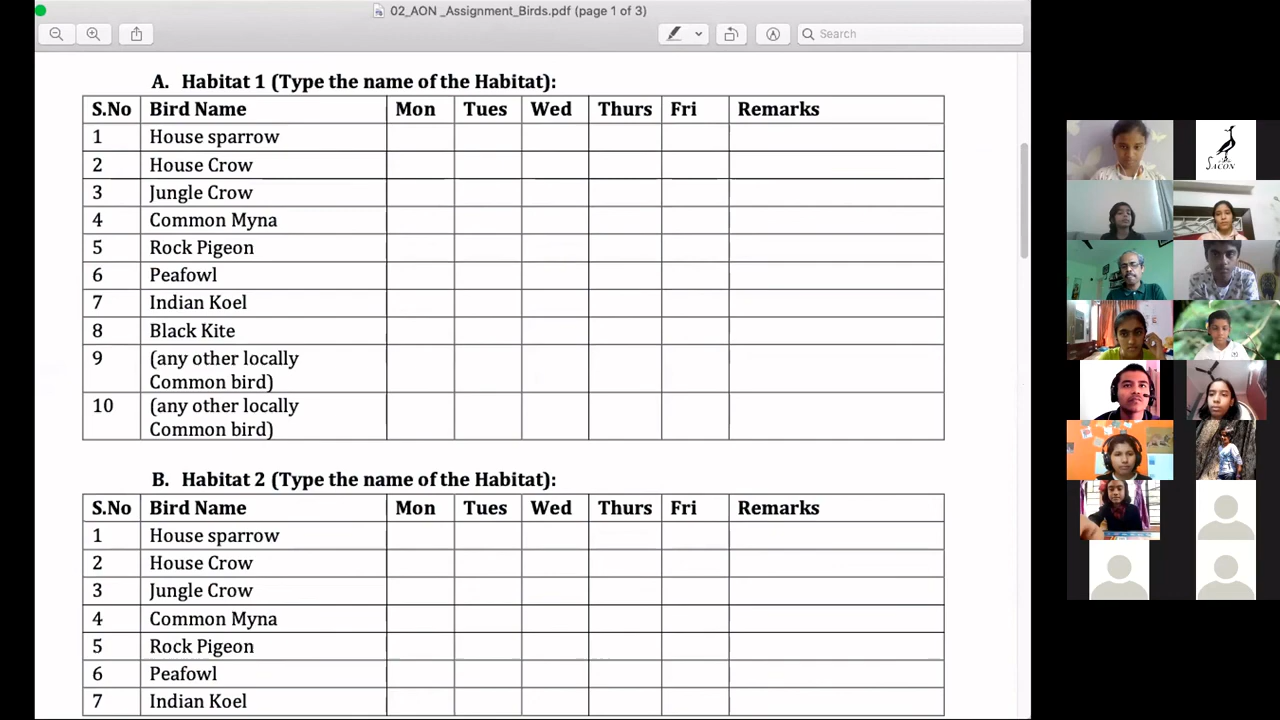 02_AON _Assignment_Birds.pdf (page 1 of 3)
Search
A. Habitat 1 (Type the name of the Habitat):
S.No Bird Name Mon Tues Wed Thurs Fri Remarks
1 House sparrow
2 House Crow
3 Jungle Crow
4 Common Myna
5 Rock Pigeon
6 Peafowl
7 Indian Koel
8 Black Kite
9 (any other locally
Common bird)
10 (any other locally
Common bird)
B. Habitat 2 (Type the name of the Habitat):
S.No Bird Name Mon Tues Wed Thurs Fri Remarks
1 House sparrow
2 House Crow
3 Jungle Crow
4 Common Myna
5 Rock Pigeon
6 Peafowl
7 Indian Koel
SACON